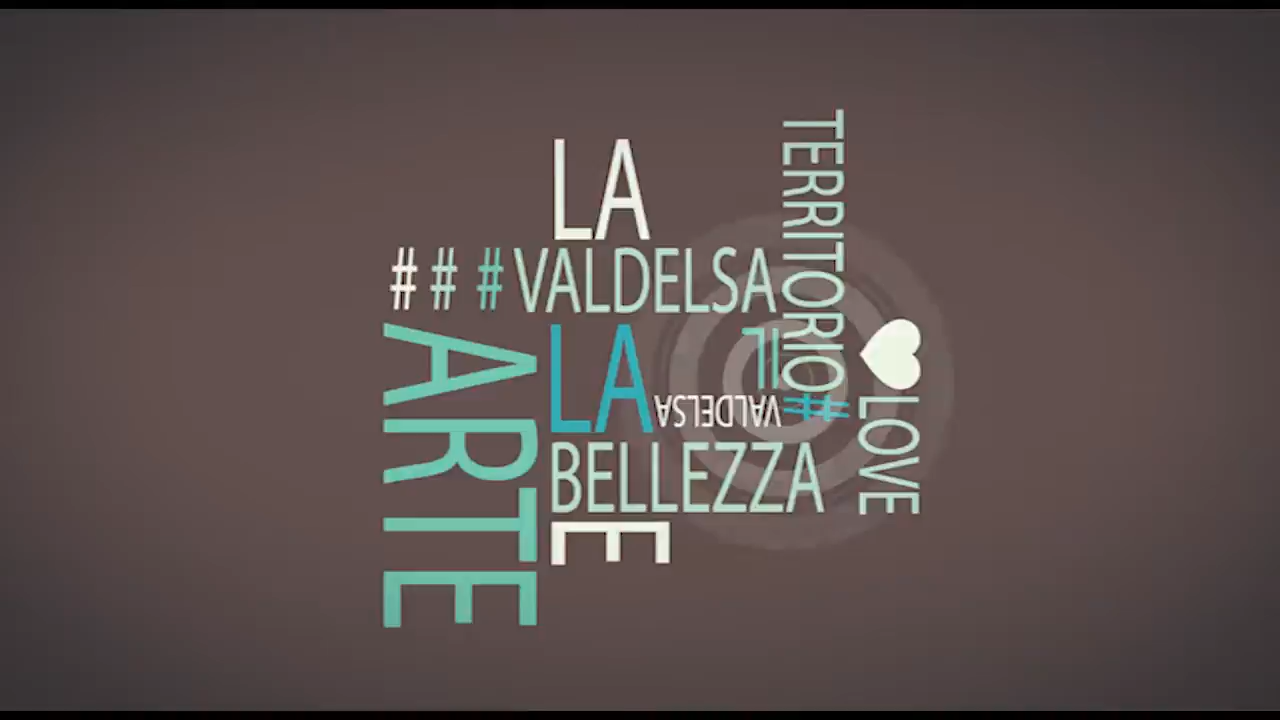 LA
TERRITORIO
# # #VALDELSA
ARTE
LA
IL
VALDELSA
#
LOVE
BELLEZZA
E